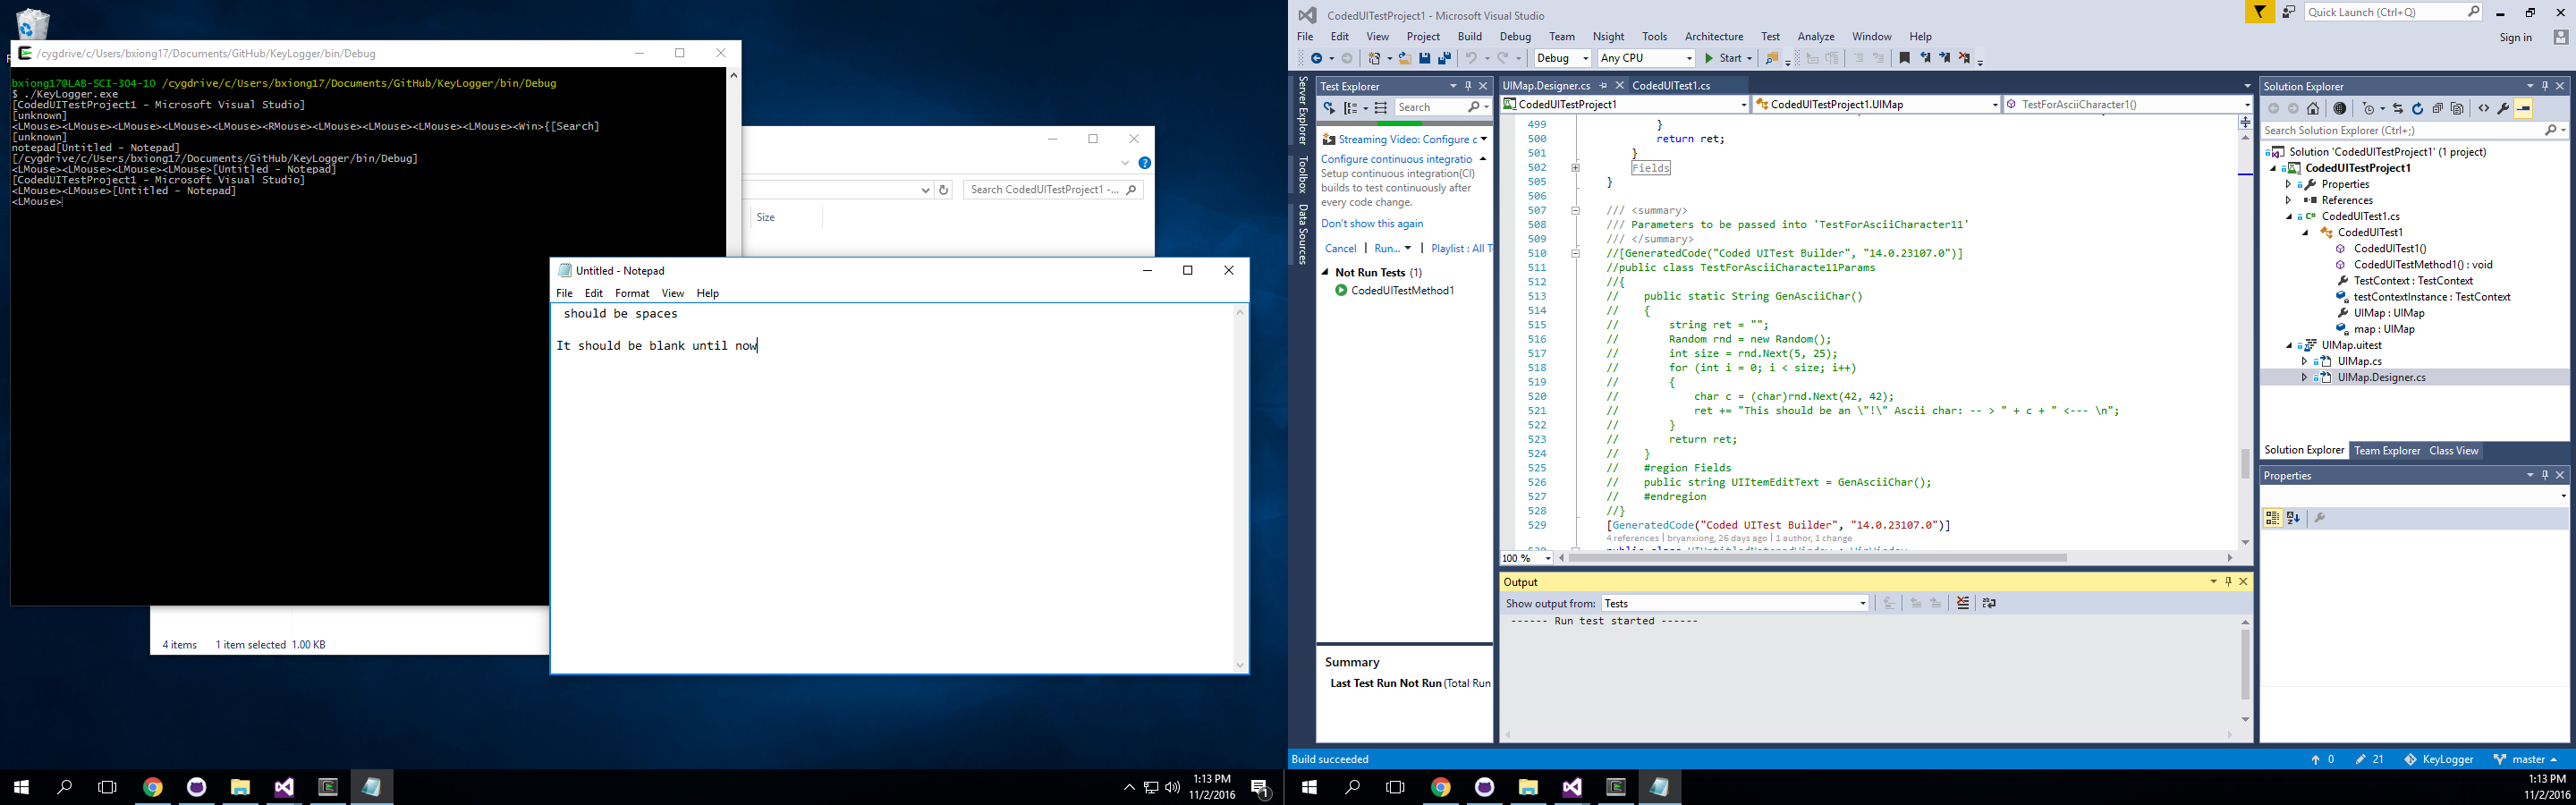 /cygdrive/c/Users/bxiong17/Documents/GitHub/KeyLogger/bin/Debug
bxiong17@LAB-SCI-304-10 /cygdrive/c/Users/bxiong17/Documents/GitHub/KeyLogger/bin/Debug
$ ./KeyLogger.exe
[CodedUITestProject1 - Microsoft Visual Studio]
[unknown]
<LMouse><LMouse><LMouse><LMouse><LMouse><RMouse><LMouse><LMouse><LMouse><LMouse><Win>{[Search]
[unknown]
notepad[Untitled - Notepad]
[/cygdrive/c/Users/bxiong17/Documents/GitHub/KeyLogger/bin/Debug]
<LMouse><LMouse><LMouse><LMouse>[Untitled - Notepad]
[CodedUITestProject1 - Microsoft Visual Studio]
<LMouse><LMouse>[Untitled - Notepad]
<LMouse>
Search CodedUITestProject1 -...
Size
4 items 1 item selected 1.00 KB
Untitled - Notepad
File Edit Format View Help
should be spaces
It should be blank until now
1:13 PM
11/2/2016
1
CodedUITestProject1 - Microsoft Visual Studio
Quick Launch (Ctrl+Q)
File Edit View Project Build Debug Team Nsight Tools Architecture Test Analyze Window Help
Sign in
Debug Any CPU Start
Server Explorer
Toolbox
Data Sources
Test Explorer
Search
Streaming Video: Configure c
Configure continuous integratio
Setup continuous integration(CI)
builds to test continuously after
every code change.
Don't show this again
Cancel | Run... | Playlist : All T
Not Run Tests (1)
CodedUITestMethod1
Summary
Last Test Run Not Run (Total Run
UIMap.Designer.cs CodedUITest1.cs
CodedUITestProject1 CodedUITestProject1.UIMap TestForAsciiCharacter1()
499 }
500 return ret;
501 }
502 Fields
505 }
506
507 /// <summary>
508 /// Parameters to be passed into 'TestForAsciiCharacter11'
509 /// </summary>
510 //[GeneratedCode("Coded UITest Builder", "14.0.23107.0")]
511 //public class TestForAsciiCharacte11Params
512 //{
513 // public static String GenAsciiChar()
514 // {
515 // string ret = "";
516 // Random rnd = new Random();
517 // int size = rnd.Next(5, 25);
518 // for (int i = 0; i < size; i++)
519 // {
520 // char c = (char)rnd.Next(42, 42);
521 // ret += "This should be an \"!\" Ascii char: -- > " + c + " <--- \n";
522 // }
523 // return ret;
524 // }
525 // #region Fields
526 // public string UIItemEditText = GenAsciiChar();
527 // #endregion
528 //}
529 [GeneratedCode("Coded UITest Builder", "14.0.23107.0")]
4 references | bryanxiong, 26 days ago | 1 author, 1 change
100 %
Output
Show output from: Tests
------ Run test started ------
Solution Explorer
Search Solution Explorer (Ctrl+;)
Solution 'CodedUITestProject1' (1 project)
CodedUITestProject1
Properties
References
CodedUITest1.cs
CodedUITest1
CodedUITest1()
CodedUITestMethod1() : void
TestContext : TestContext
testContextInstance : TestContext
UIMap : UIMap
map : UIMap
UIMap.uitest
UIMap.cs
UIMap.Designer.cs
Solution Explorer Team Explorer Class View
Properties
Build succeeded
0 21 KeyLogger master
1:13 PM
11/2/2016